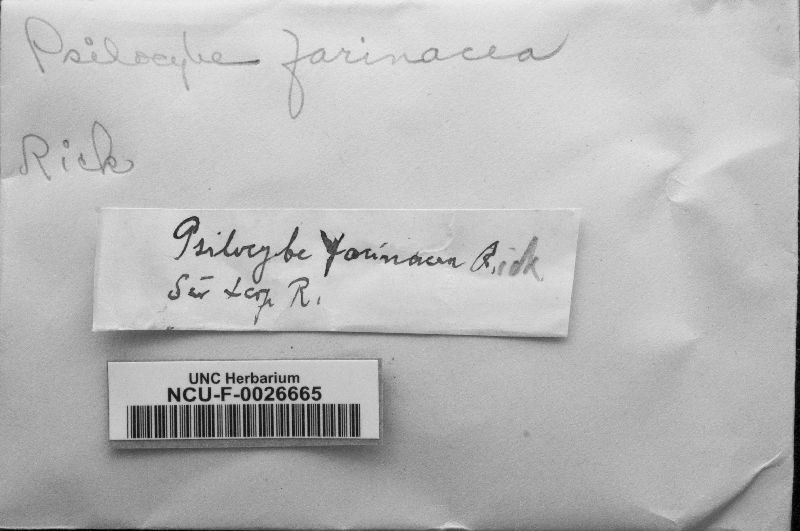 Psilocybe farinacea
Rick
Psilocybe farinacea Rick
R.
UNC Herbarium
NCU-F-0026665